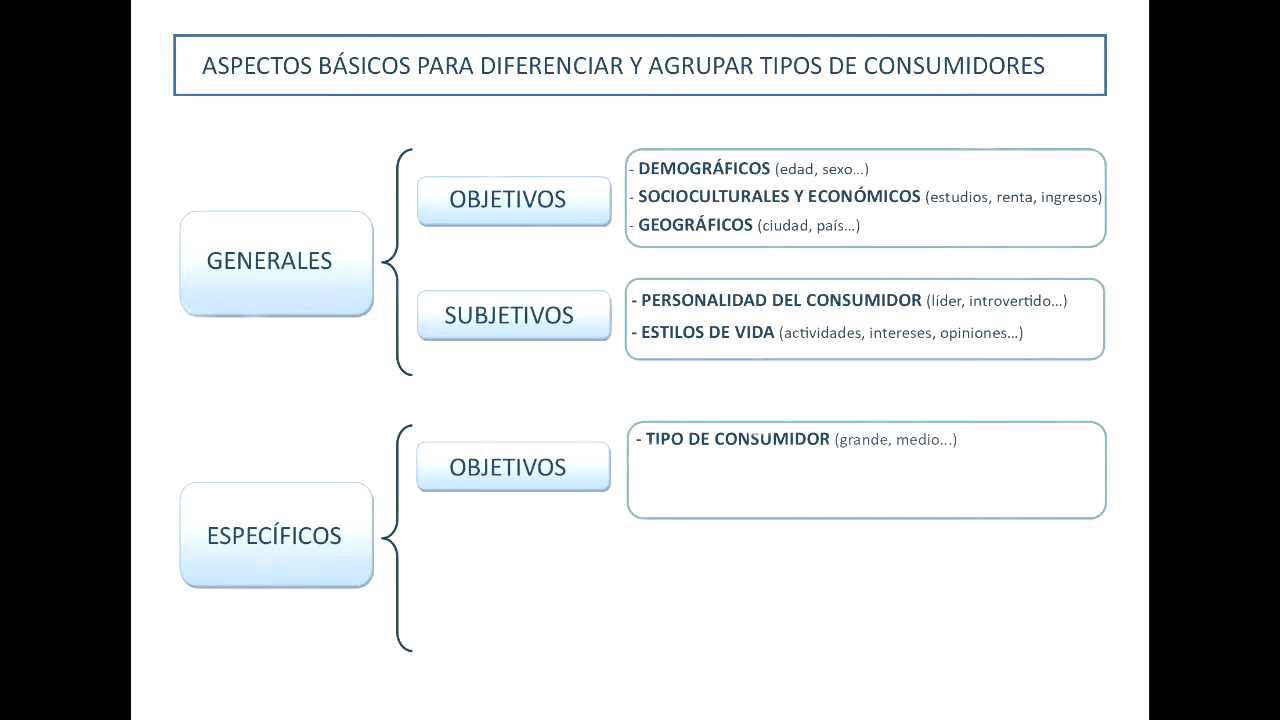 ASPECTOS BÁSICOS PARA DIFERENCIAR Y AGRUPAR TIPOS DE CONSUMIDORES
GENERALES
OBJETIVOS
- DEMOGRÁFICOS (edad, sexo...)
- SOCIOCULTURALES Y ECONÓMICOS (estudios, renta, ingresos)
- GEOGRÁFICOS (ciudad, país...)
SUBJETIVOS
- PERSONALIDAD DEL CONSUMIDOR (líder, introvertido...)
- ESTILOS DE VIDA (actividades, intereses, opiniones...)
ESPECÍFICOS
OBJETIVOS
- TIPO DE CONSUMIDOR (grande, medio...)